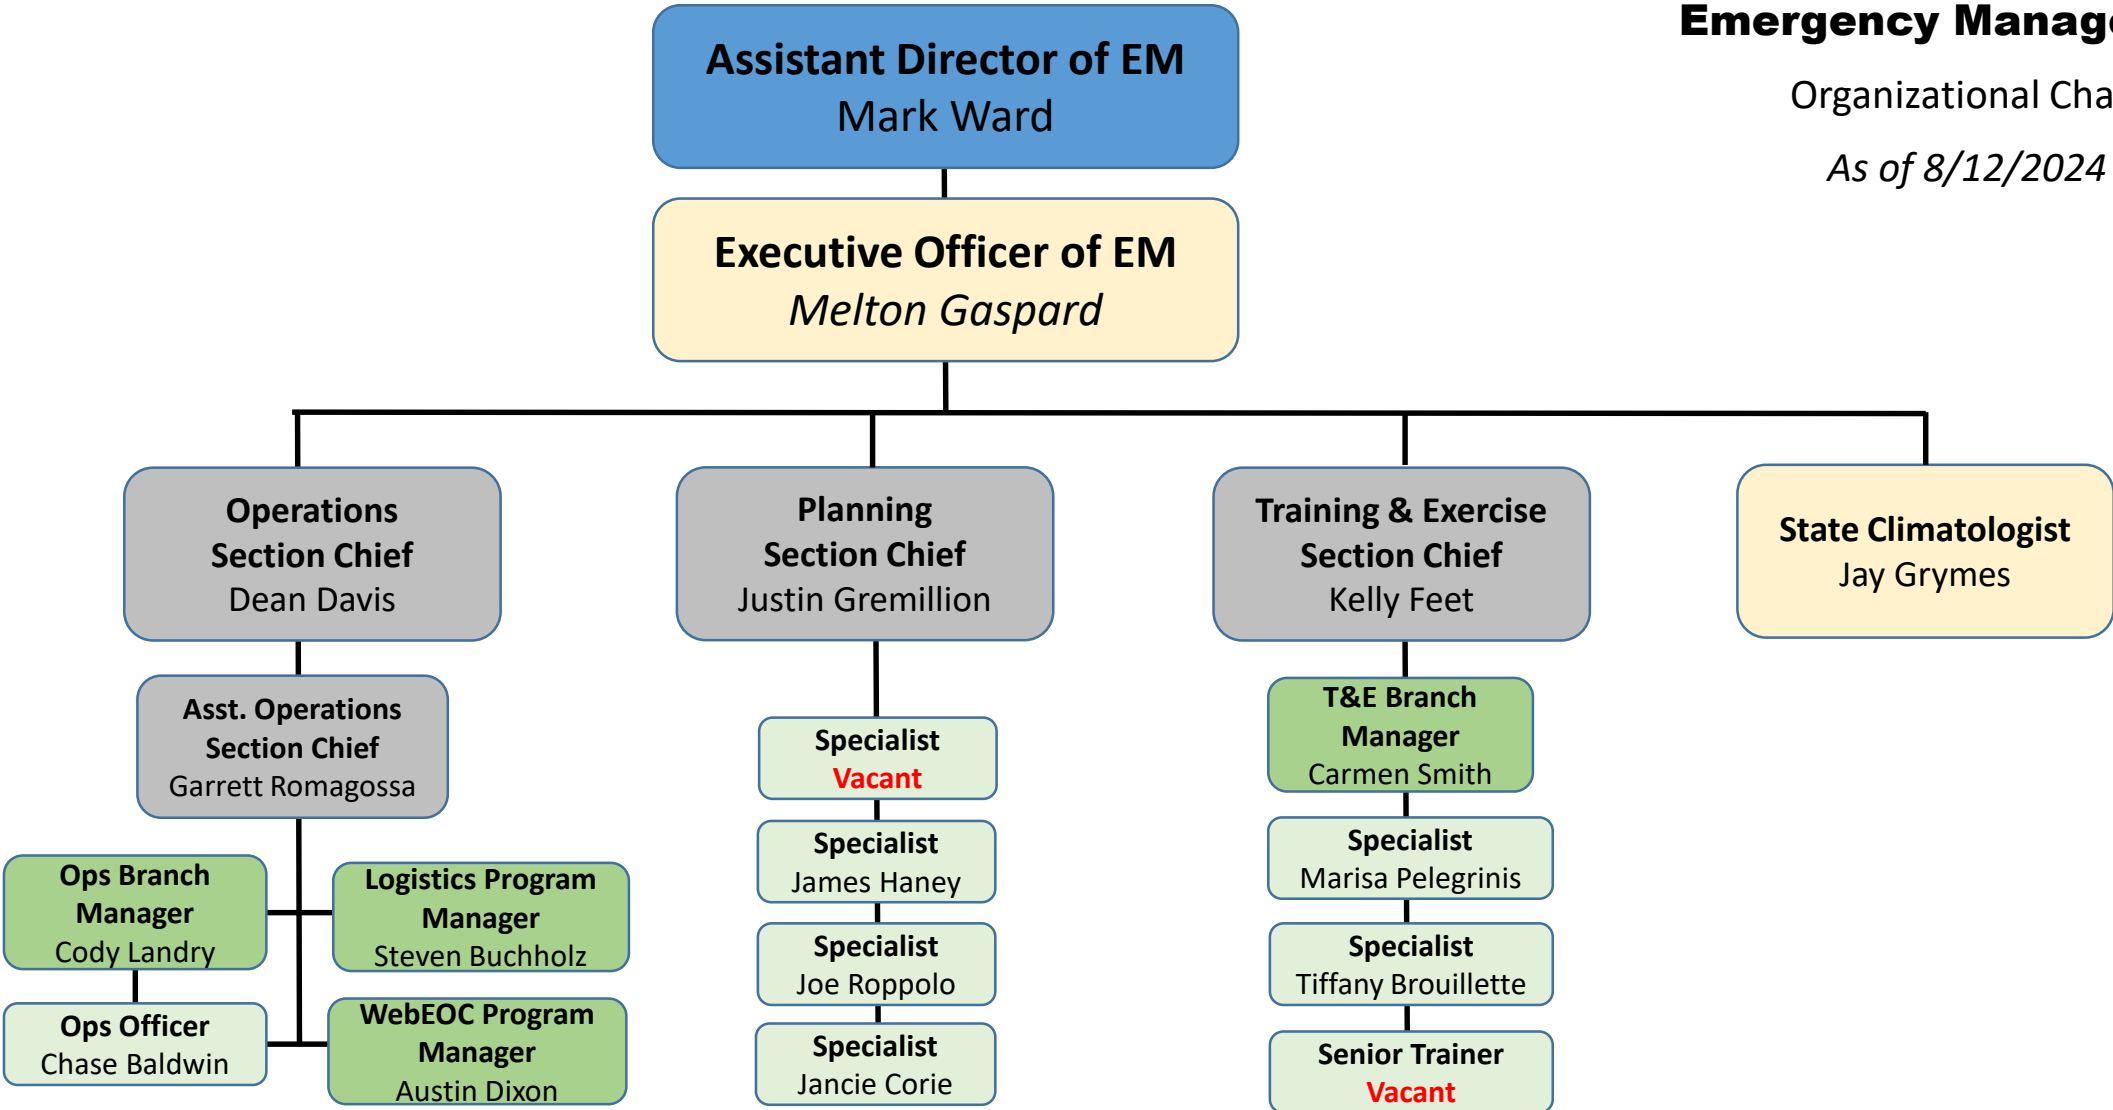 Assistant Director of EM
Mark Ward
Emergency Manag
Organizational Cha
As of 8/12/2024
Executive Officer of EM
Melton Gaspard
Operations
Section Chief
Dean Davis
Planning
Section Chief
Justin Gremillion
Training & Exercise
Section Chief
Kelly Feet
State Climatologist
Jay Grymes
Asst. Operations
Section Chief
Garrett Romagossa
Ops Branch
Manager
Cody Landry
Logistics Program
Manager
Steven Buchholz
Ops Officer
Chase Baldwin
WebEOC Program
Manager
Austin Dixon
Specialist
Vacant
Specialist
James Haney
Specialist
Joe Roppolo
Specialist
Jancie Corie
T&E Branch
Manager
Carmen Smith
Specialist
Marisa Pelegrinis
Specialist
Tiffany Brouillette
Senior Trainer
Vacant